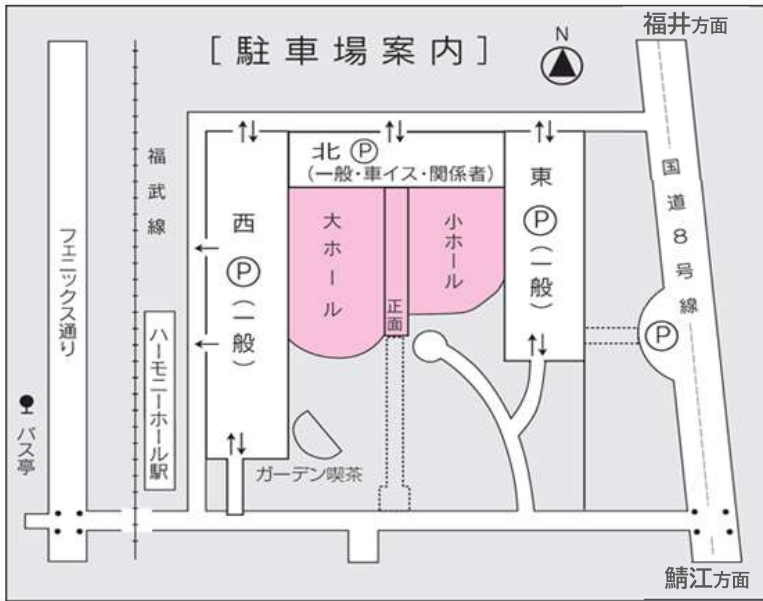 福井方面
[駐車場案内]
N
北 Ⓟ
(一般・車イス・関係者)
福武線
西Ⓟ(一般)
大ホール
正面
小ホール
東Ⓟ(一般)
国道8号線
Ⓟ
フェニックス通り
ハーモニーホール駅
バス亭
ガーデン喫茶
鯖江方面